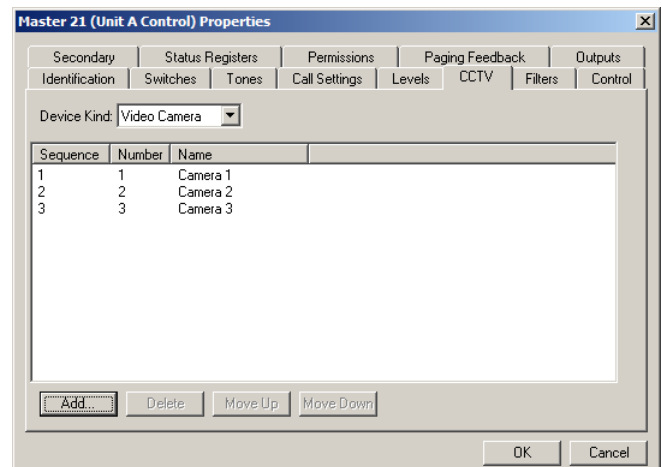 Master 21 (Unit A Control) Properties
Secondary Status Registers Permissions Paging Feedback Outputs
Identification Switches Tones Call Settings Levels CCTV Filters Control
Device Kind: Video Camera
Sequence Number Name
1 1 Camera 1
2 2 Camera 2
3 3 Camera 3
Add... Delete Move Up Move Down
OK Cancel